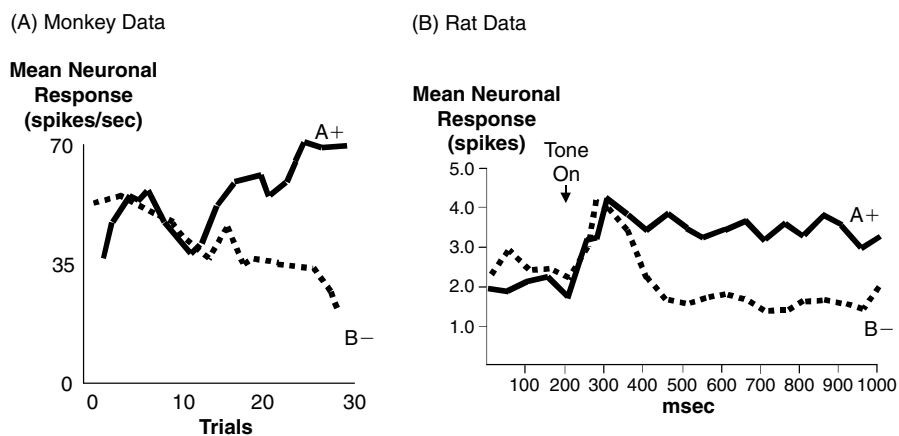 (A) Monkey Data
Mean Neuronal
Response
(spikes/sec)
70
A+
35
B−
0
0 10 20 30
Trials
(B) Rat Data
Mean Neuronal
Response
(spikes)
Tone
On
5.0
4.0
A+
3.0
2.0
1.0
B−
100 200 300 400 500 600 700 800 900 1000
msec